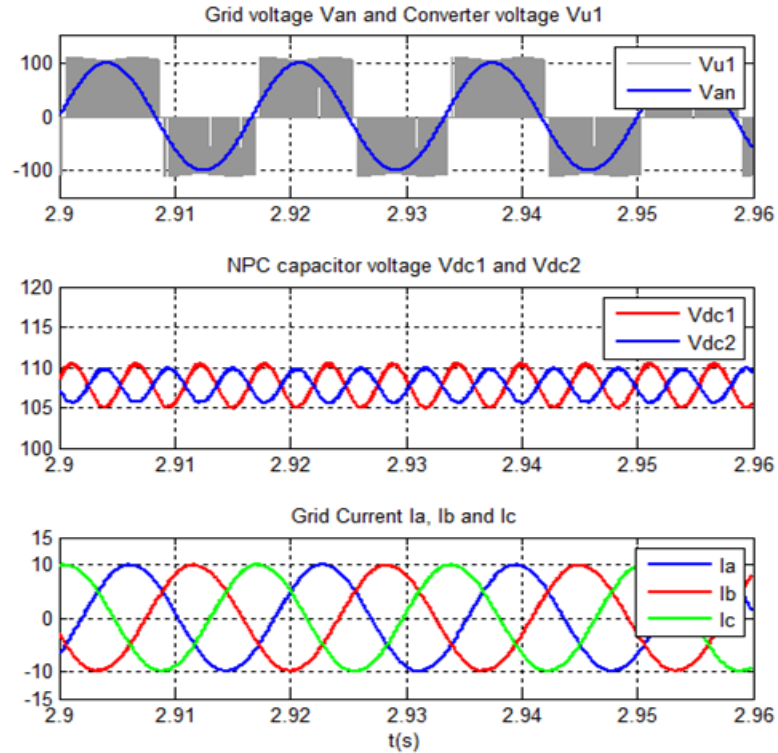 Grid voltage Van and Converter voltage Vu1
100
0
-100
Vu1
Van
2.9 2.91 2.92 2.93 2.94 2.95 2.96
NPC capacitor voltage Vdc1 and Vdc2
120
115
110
105
100
Vdc1
Vdc2
2.9 2.91 2.92 2.93 2.94 2.95 2.96
Grid Current Ia, Ib and Ic
15
10
0
-10
15
Ia
Ib
Ic
2.9 2.91 2.92 2.93 2.94 2.95 2.96
t(s)